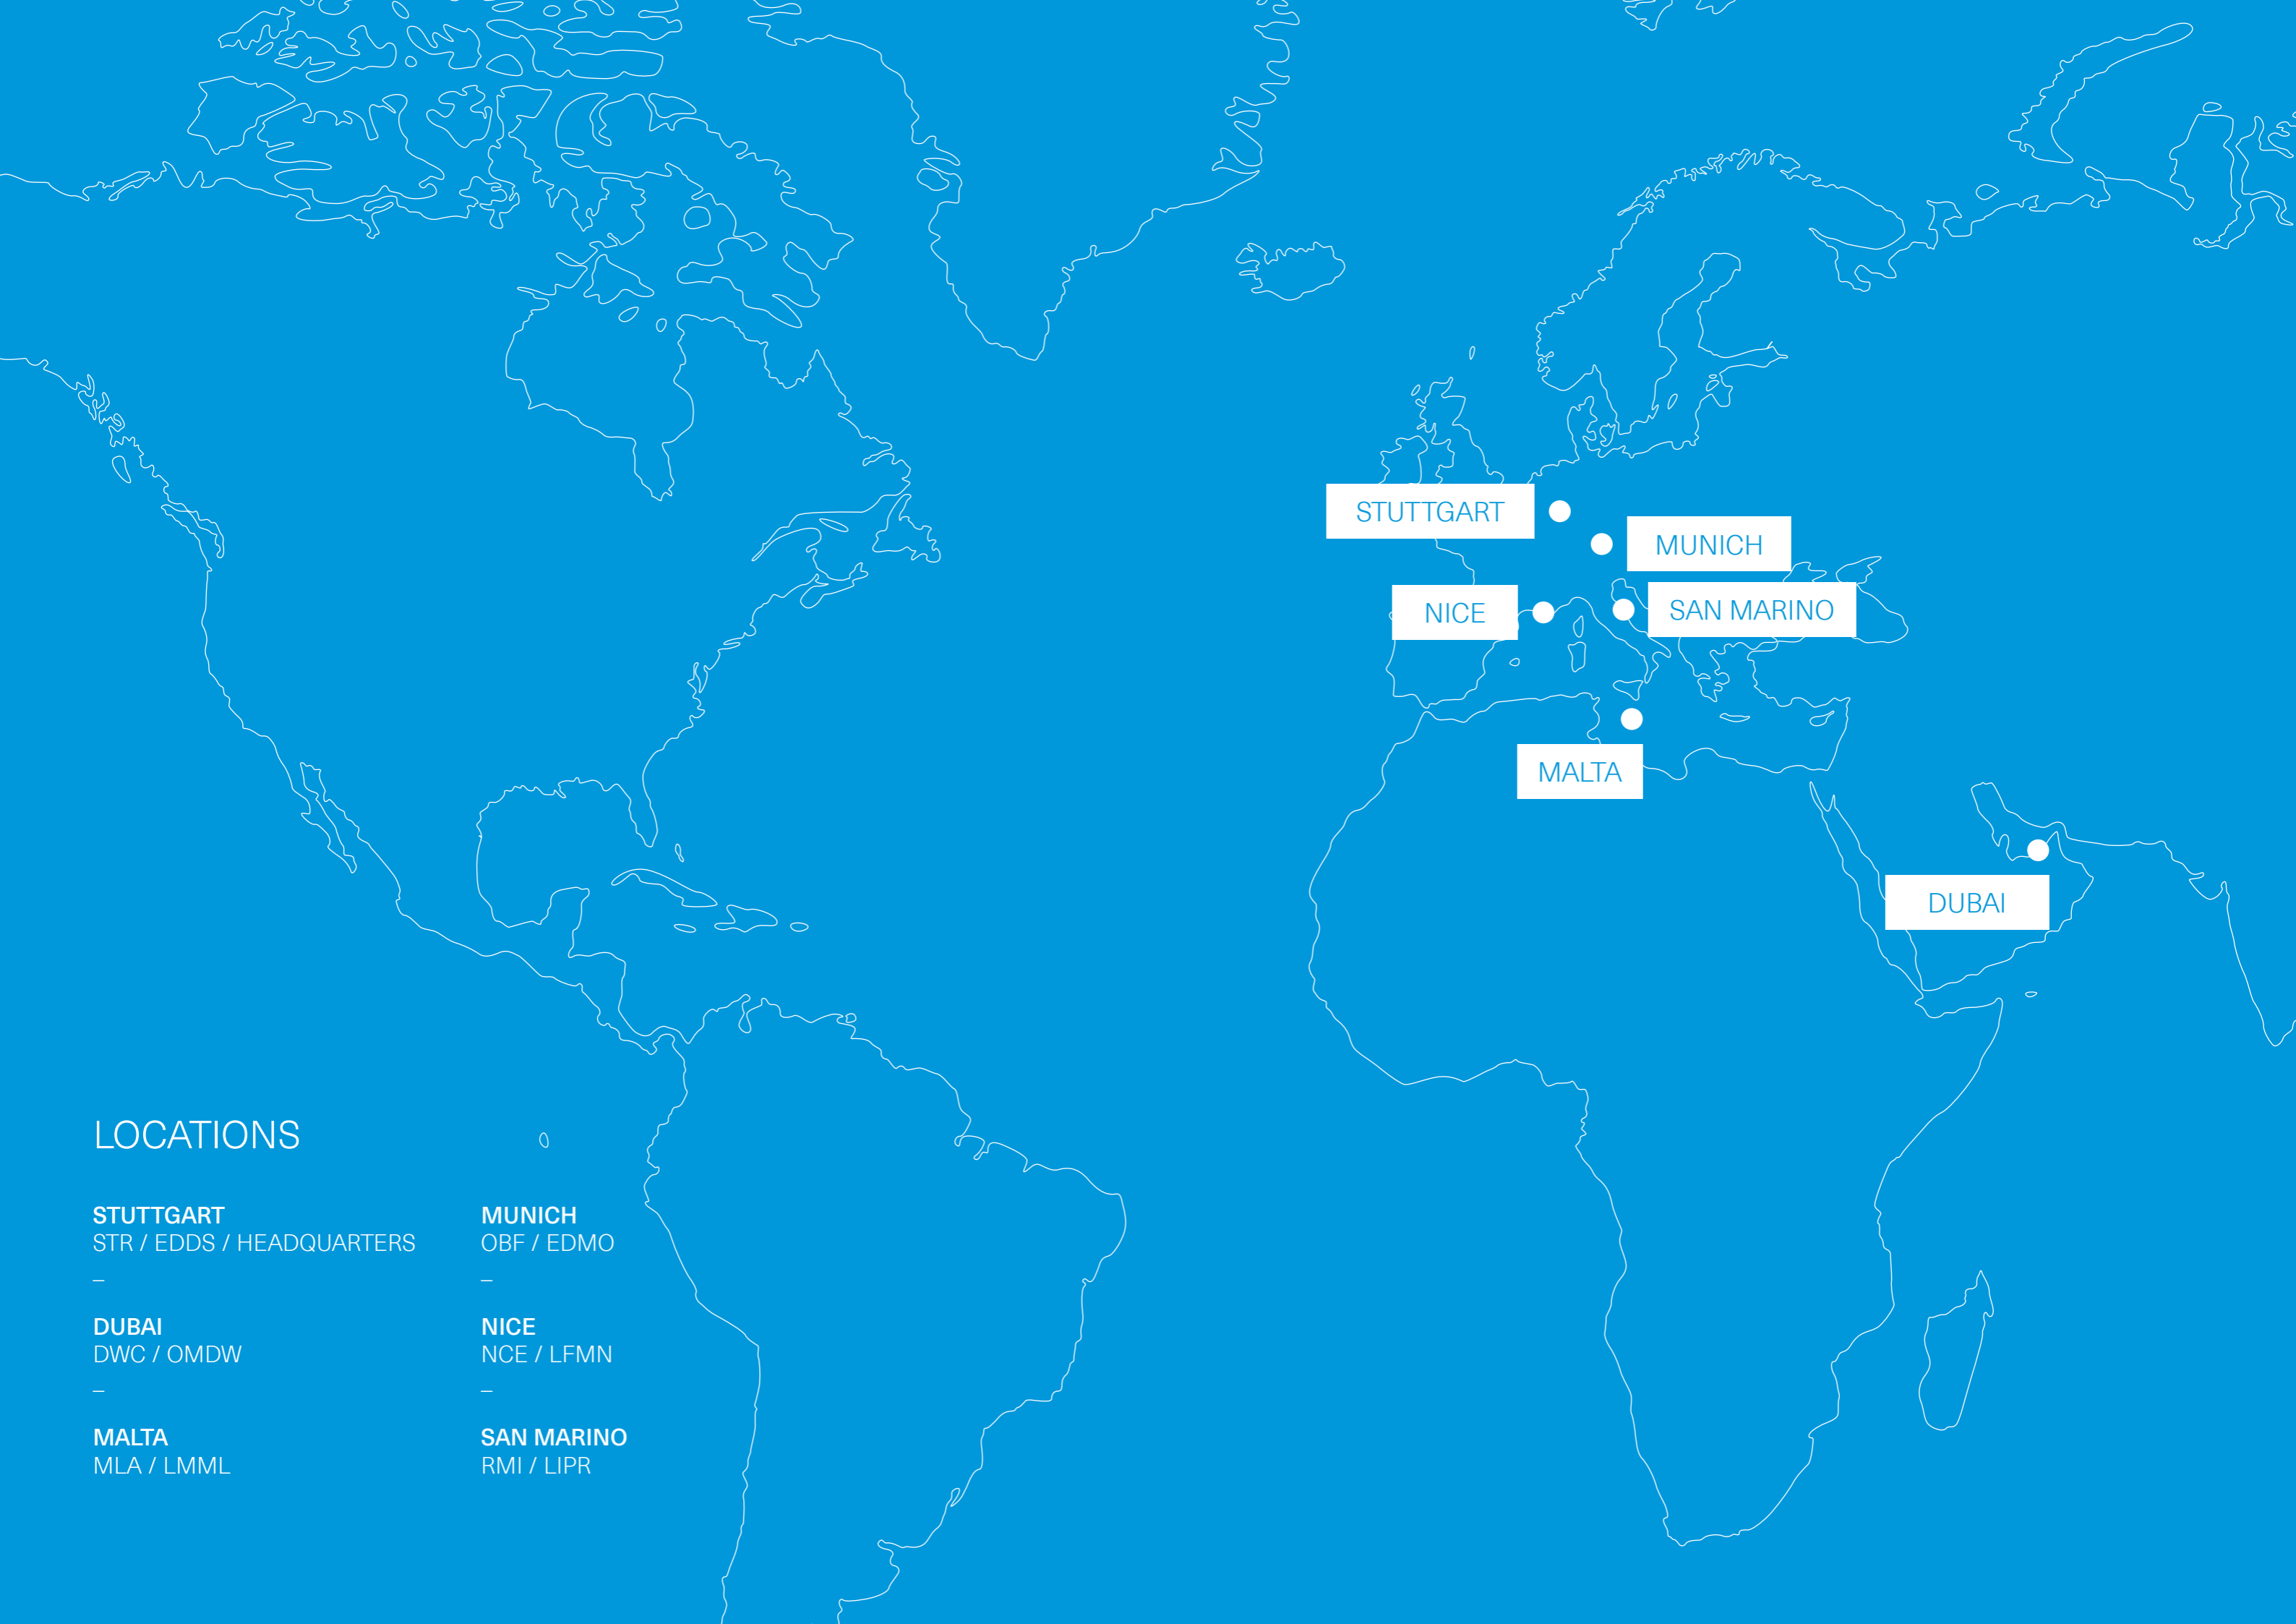 STUTTGART
MUNICH
NICE
SAN MARINO
MALTA
DUBAI
LOCATIONS
STUTTGART
STR / EDDS / HEADQUARTERS
–
DUBAI
DWC / OMDW
–
MALTA
MLA / LMML
MUNICH
OBF / EDMO
–
NICE
NCE / LFMN
–
SAN MARINO
RMI / LIPR